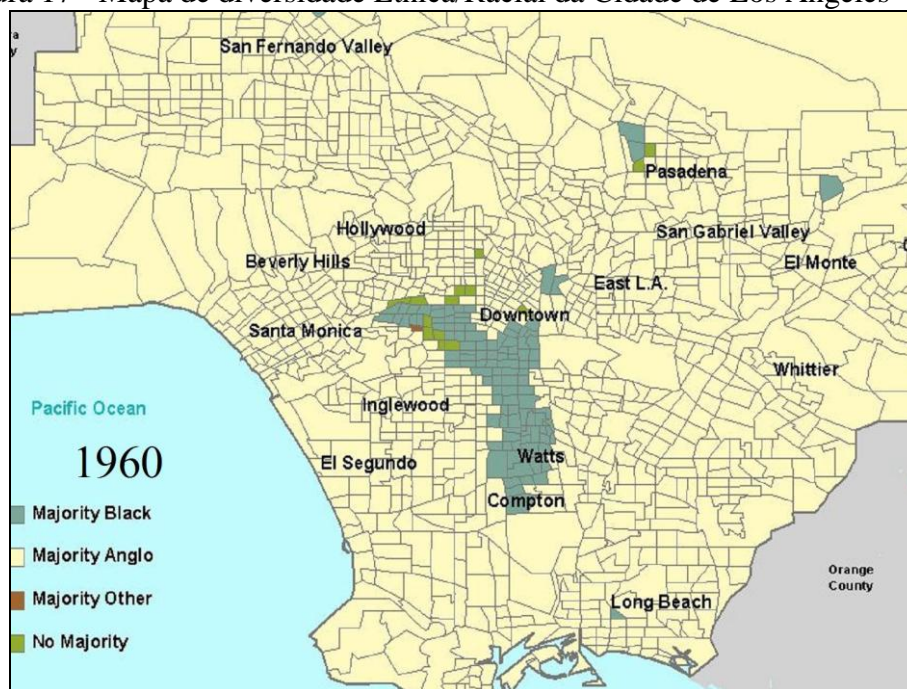 Mapa de diversidade Étnica/Racial da Cidade de Los Angeles
San Fernando Valley
Pasadena
Hollywood
San Gabriel Valley
Beverly Hills
El Monte
East L.A.
Downtown
Santa Monica
Whittier
Inglewood
Pacific Ocean
1960
El Segundo
Watts
Compton
Majority Black
Majority Anglo
Majority Other
No Majority
Orange
County
Long Beach